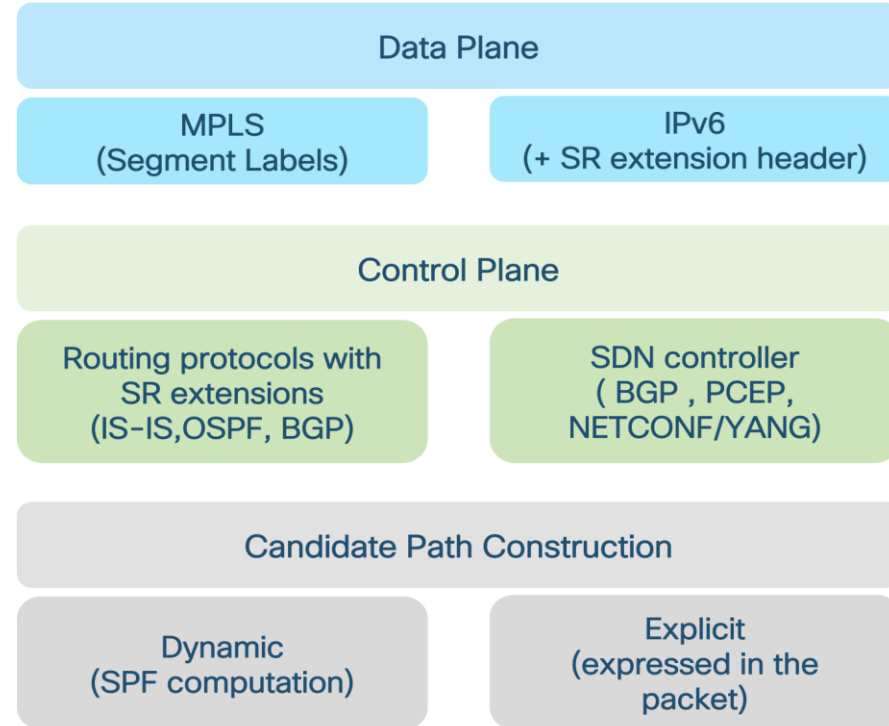 Data Plane
MPLS
(Segment Labels)
IPv6
(+ SR extension header)
Control Plane
Routing protocols with
SR extensions
(IS-IS,OSPF, BGP)
SDN controller
( BGP , PCEP,
NETCONF/YANG)
Candidate Path Construction
Dynamic
(SPF computation)
Explicit
(expressed in the
packet)